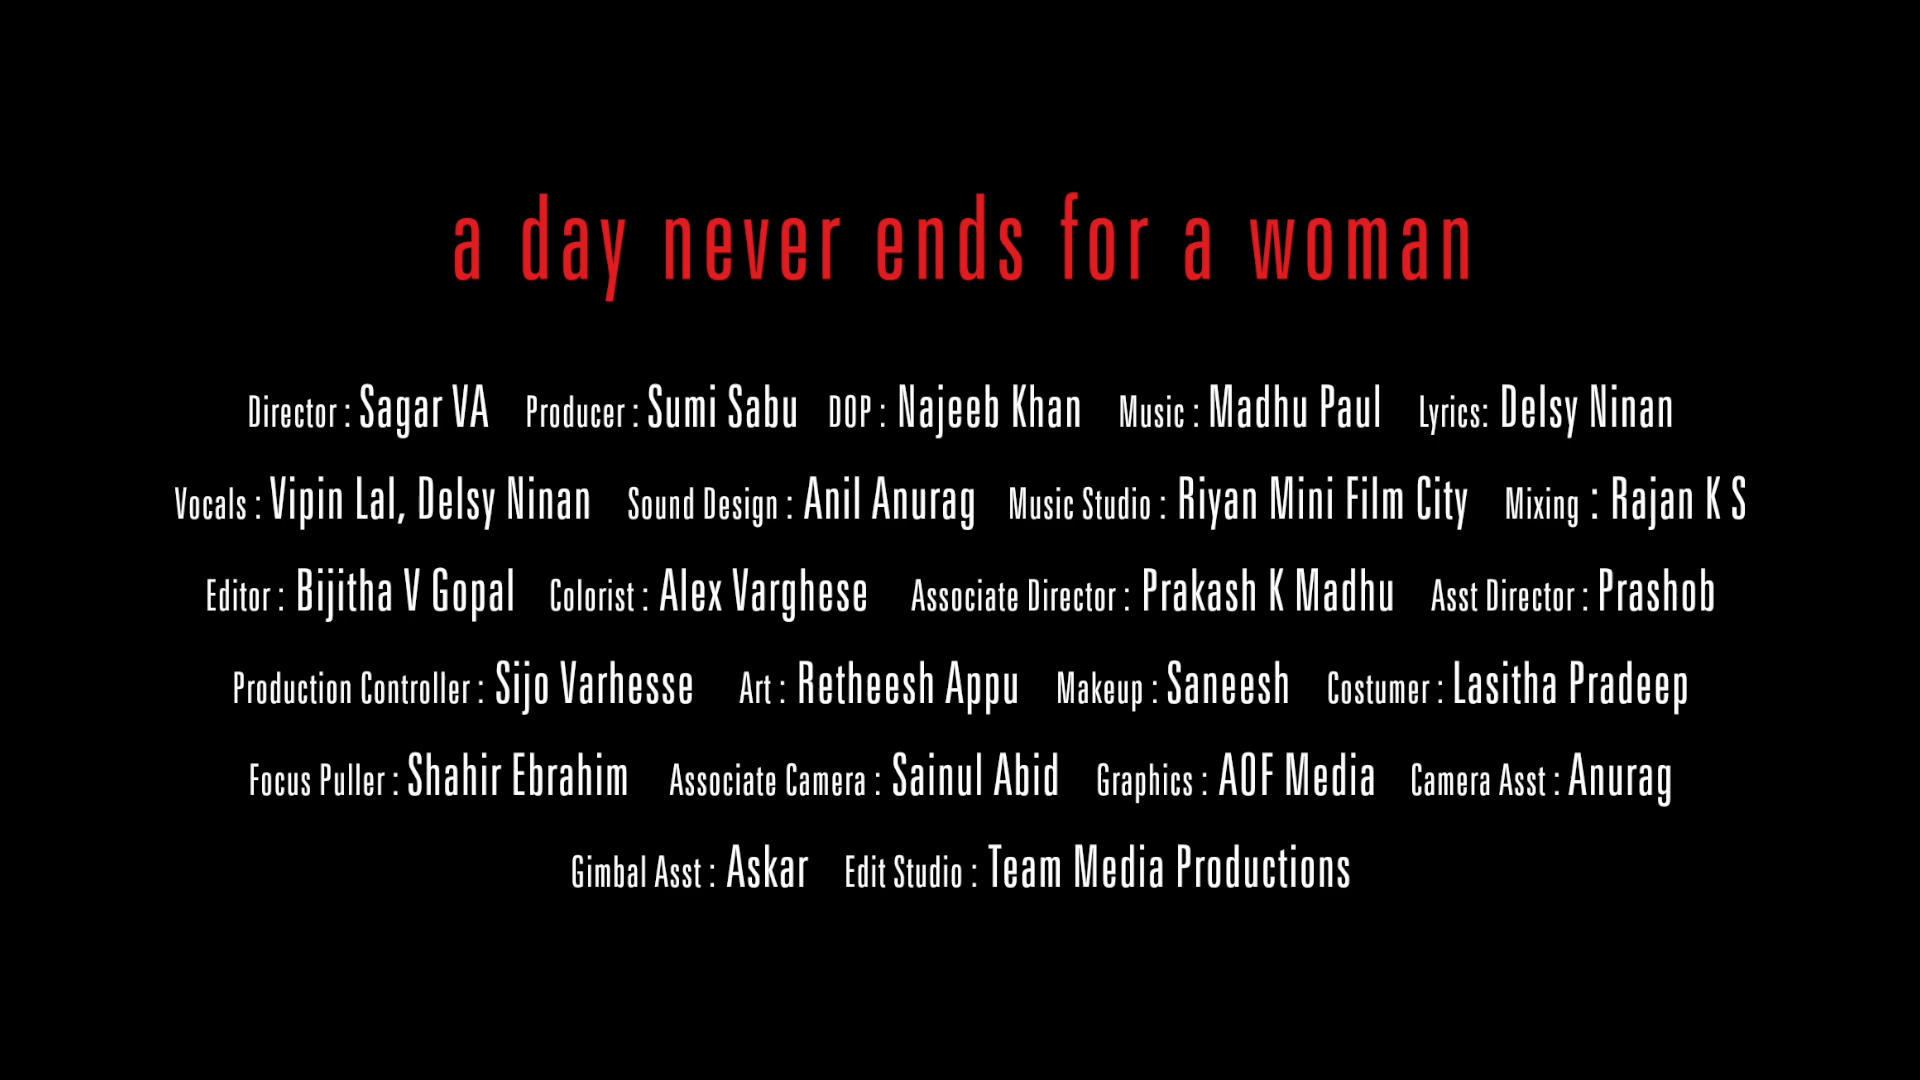 a day never ends for a woman
Director : Sagar VA Producer : Sumi Sabu DOP : Najeeb Khan Music : Madhu Paul Lyrics: Delsy Ninan
Vocals : Vipin Lal, Delsy Ninan Sound Design : Anil Anurag Music Studio : Riyan Mini Film City Mixing : Rajan K S
Editor : Bijitha V Gopal Colorist : Alex Varghese Associate Director : Prakash K Madhu Asst Director : Prashob
Production Controller : Sijo Varhesse Art : Retheesh Appu Makeup : Saneesh Costumer : Lasitha Pradeep
Focus Puller : Shahir Ebrahim Associate Camera : Sainul Abid Graphics : AOF Media Camera Asst : Anurag
Gimbal Asst : Askar Edit Studio : Team Media Productions